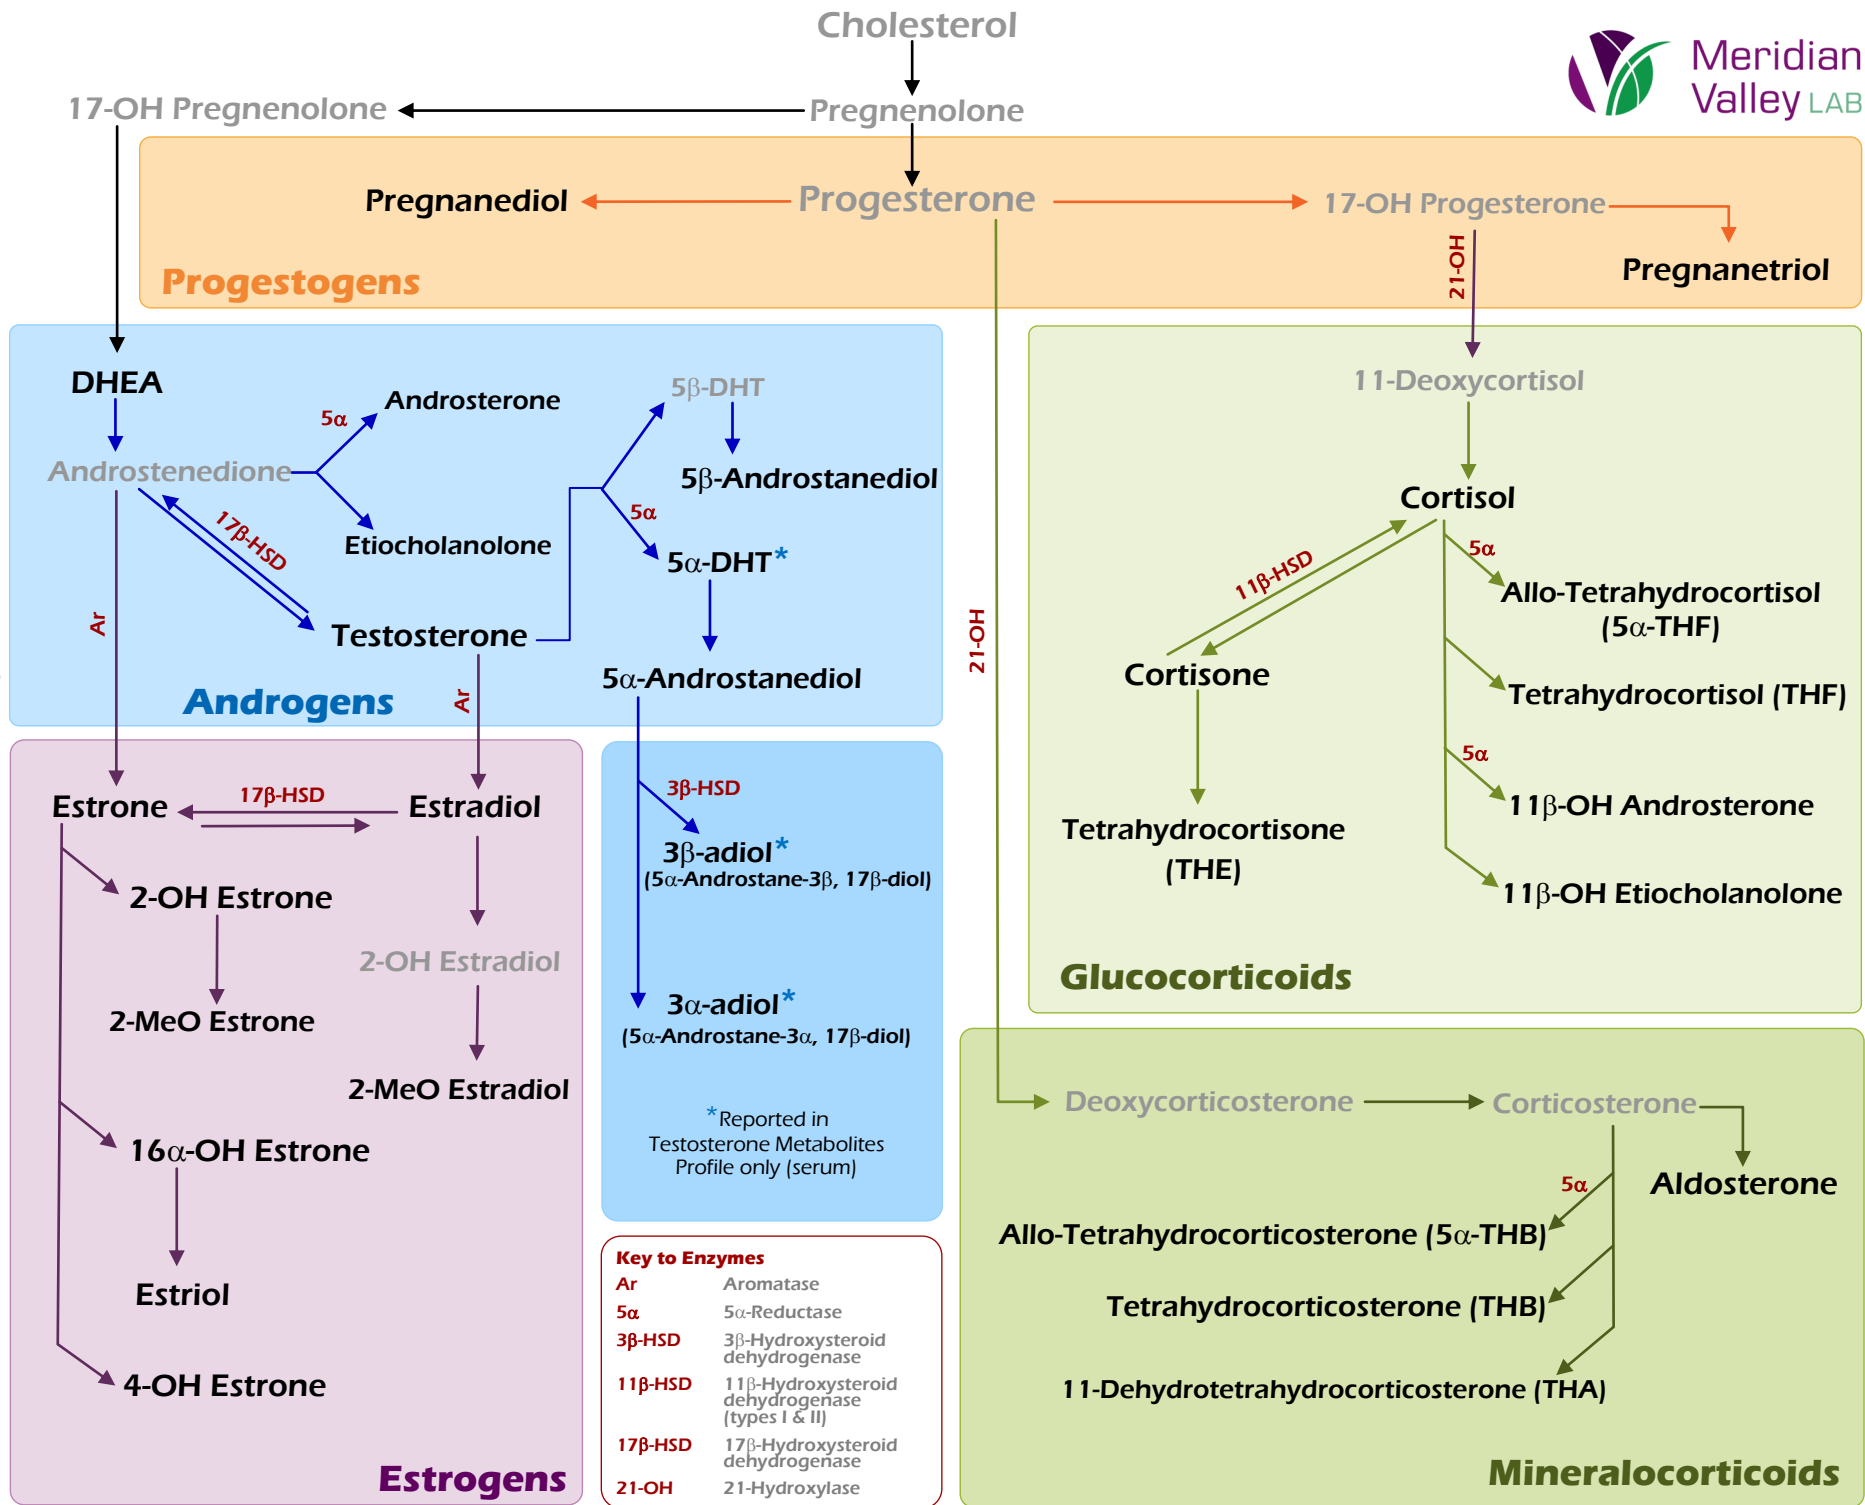 Cholesterol
Meridian
Valley LAB
17-OH Pregnenolone
Pregnenolone
Pregnanediol
Progesterone
17-OH Progesterone
21-OH
Pregnanetriol
Progestogens
DHEA
Androsterone
5α
Androstenedione
Etiocholanolone
17β-HSD
Ar
Testosterone
5β-DHT
5β-Androstanediol
5α
5α-DHT*
5α-Androstanediol
Ar
Androgens
21-OH
11-Deoxycortisol
Cortisol
11β-HSD
5α
Allo-Tetrahydrocortisol
(5α-THF)
Cortisone
Tetrahydrocortisol (THF)
5α
11β-OH Androsterone
Tetrahydrocortisone
(THE)
11β-OH Etiocholanolone
Glucocorticoids
Estrone
17β-HSD
Estradiol
2-OH Estrone
2-OH Estradiol
2-MeO Estrone
2-MeO Estradiol
16α-OH Estrone
Estriol
4-OH Estrone
Estrogens
3β-HSD
3β-adiol*
(5α-Androstane-3β, 17β-diol)
3α-adiol*
(5α-Androstane-3α, 17β-diol)
*Reported in
Testosterone Metabolites
Profile only (serum)
Key to Enzymes
Ar Aromatase
5α 5α-Reductase
3β-HSD 3β-Hydroxysteroid
dehydrogenase
11β-HSD 11β-Hydroxysteroid
dehydrogenase
(types I & II)
17β-HSD 17β-Hydroxysteroid
dehydrogenase
21-OH 21-Hydroxylase
Deoxycorticosterone
Corticosterone
5α
Aldosterone
Allo-Tetrahydrocorticosterone (5α-THB)
Tetrahydrocorticosterone (THB)
11-Dehydrotetrahydrocorticosterone (THA)
Mineralocorticoids